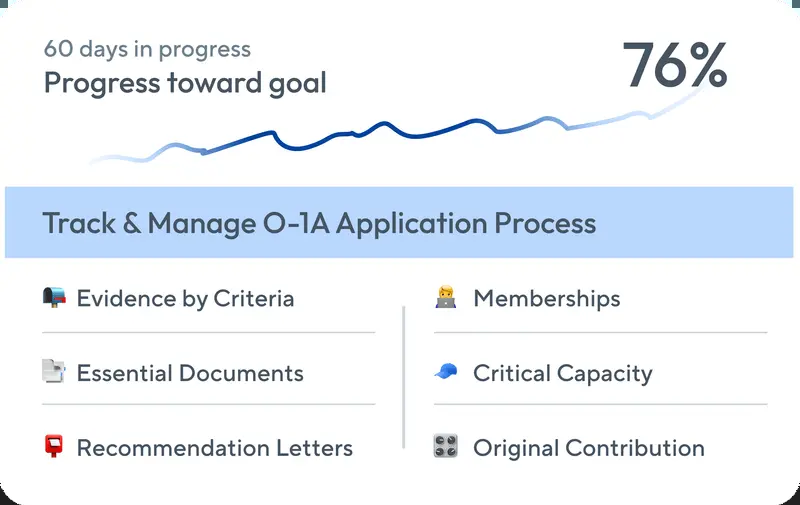 60 days in progress
Progress toward goal
76%
Track & Manage O-1A Application Process
Evidence by Criteria
Essential Documents
Recommendation Letters
Memberships
Critical Capacity
Original Contribution